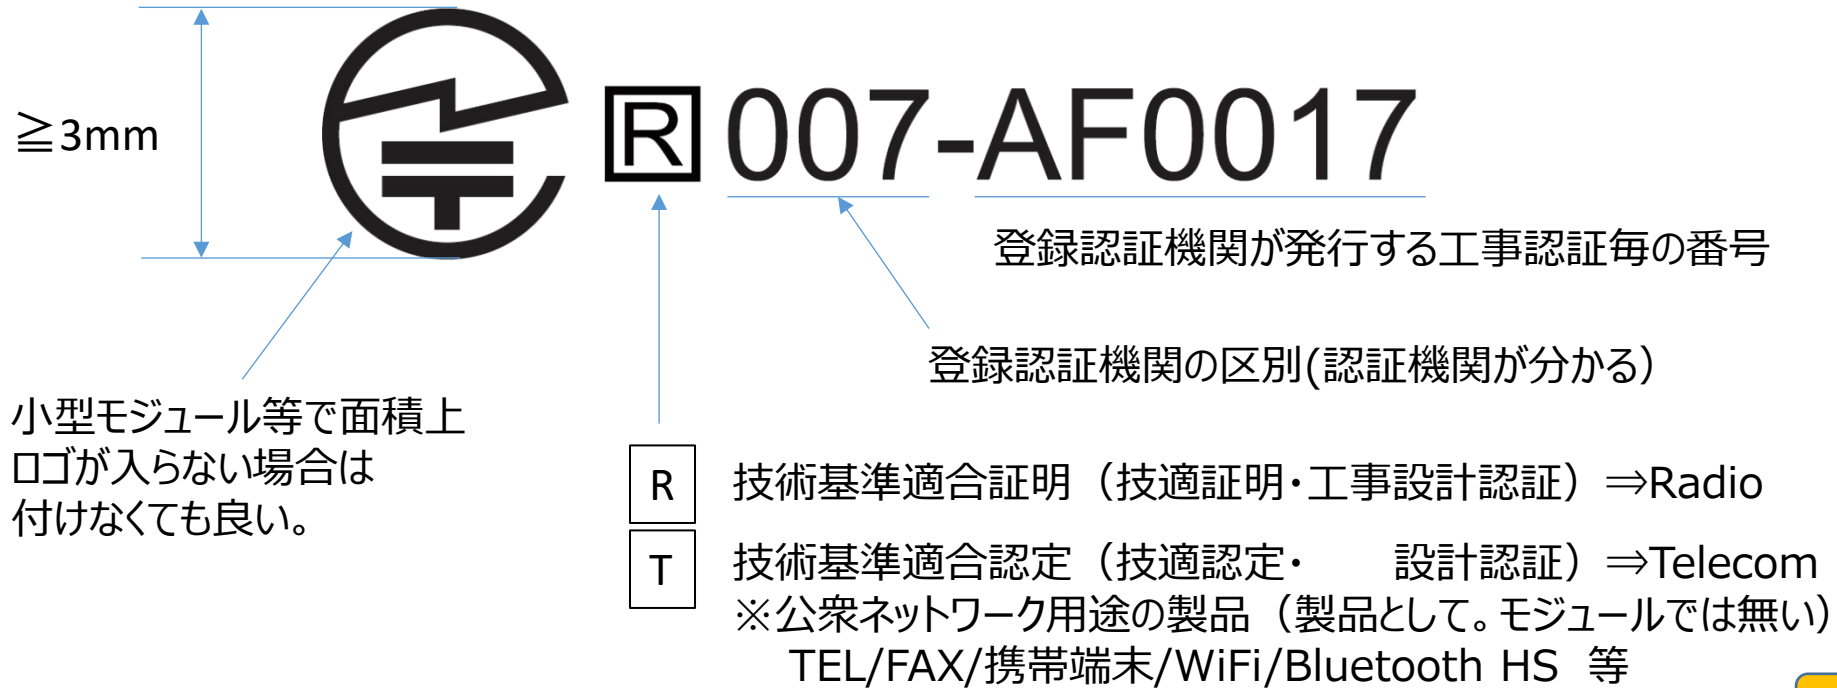 ≧3mm
R 007-AF0017
登録認証機関が発行する工事認証毎の番号
登録認証機関の区別(認証機関が分かる）
小型モジュール等で面積上
ロゴが入らない場合は
付けなくても良い。
R 技術基準適合証明（技適証明・工事設計認証）⇒Radio
T 技術基準適合認定（技適認定・　　設計認証）⇒Telecom
※公衆ネットワーク用途の製品（製品として。モジュールでは無い）
TEL/FAX/携帯端末/WiFi/Bluetooth HS 等